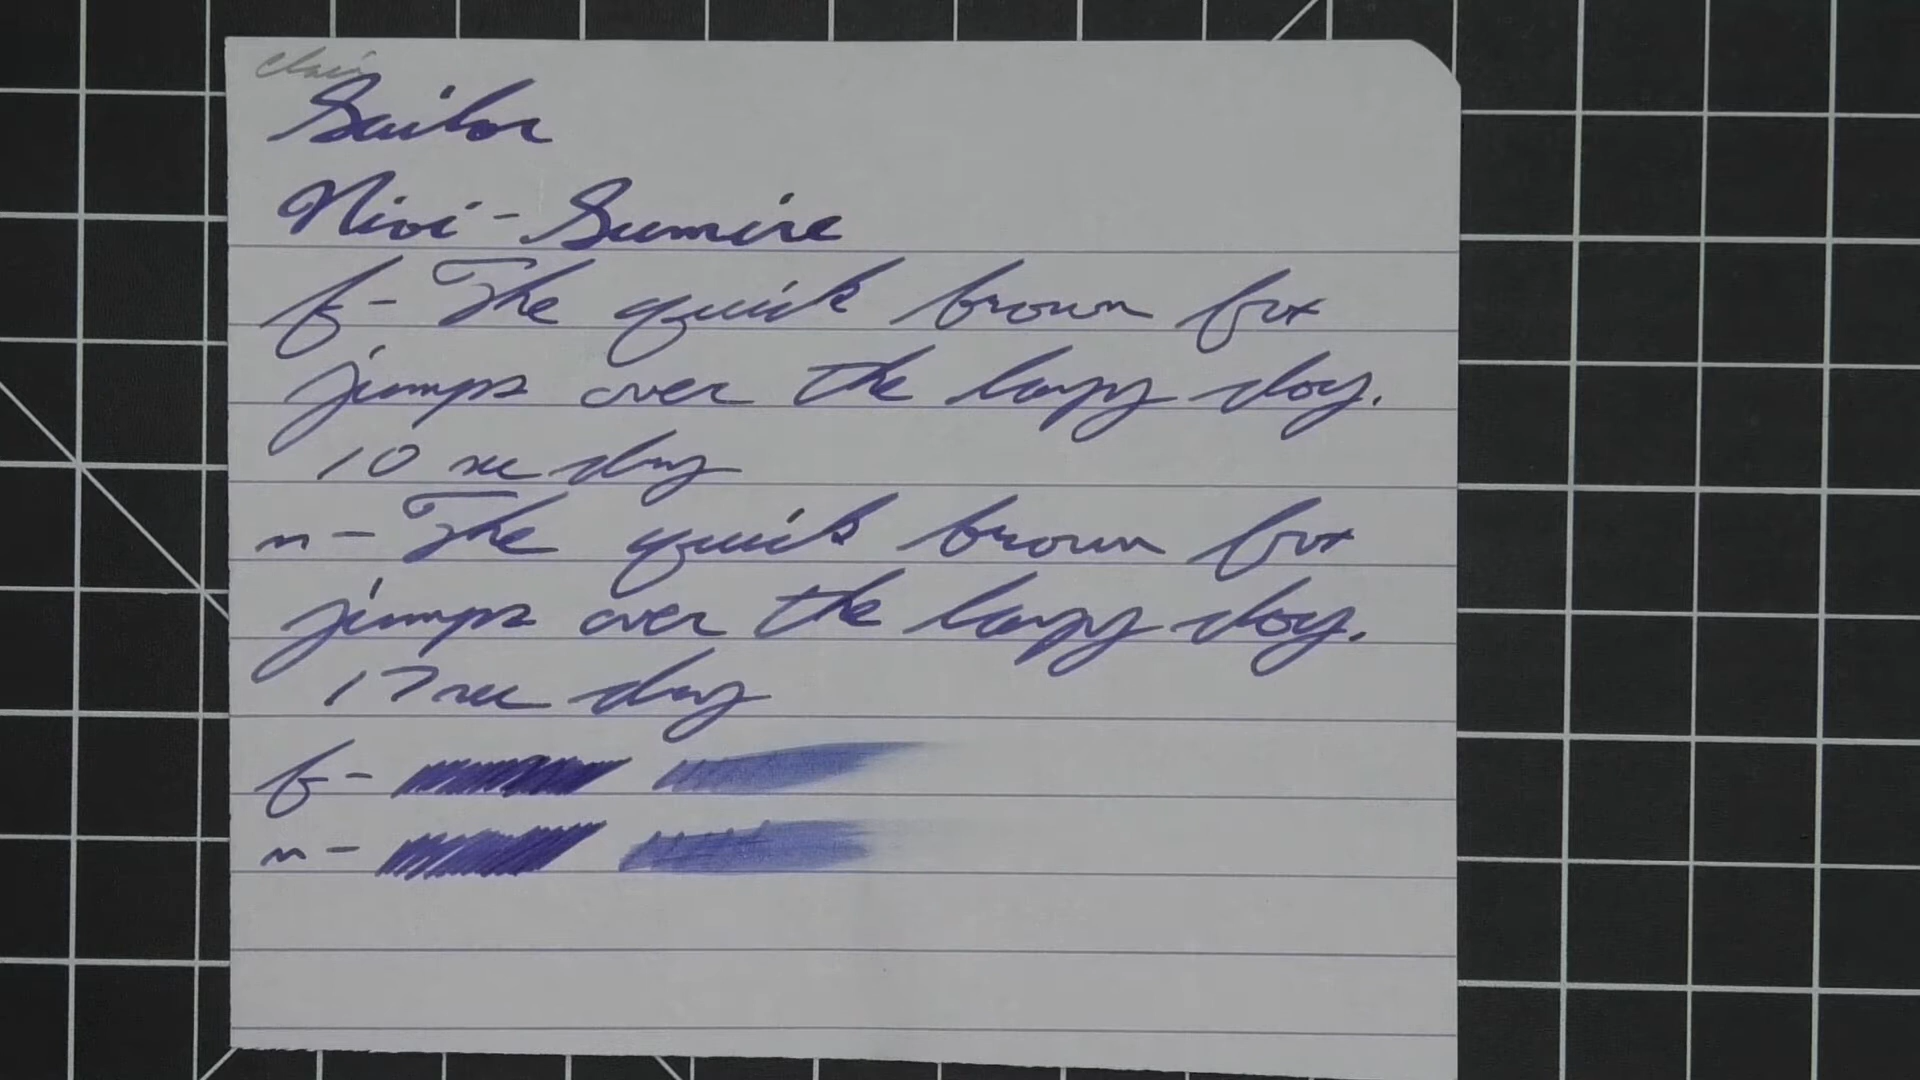 Clair
Sailor
Nioi-Sumire
f- The quick brown fox
jumps over the lazy dog.
10 sec dry
m- The quick brown fox
jumps over the lazy dog.
17 sec dry
f-
m-